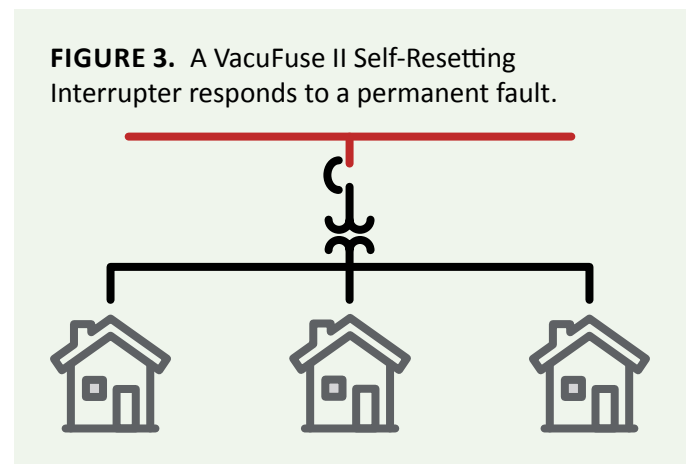 FIGURE 3. A VacuFuse II Self-Resetting
Interrupter responds to a permanent fault.